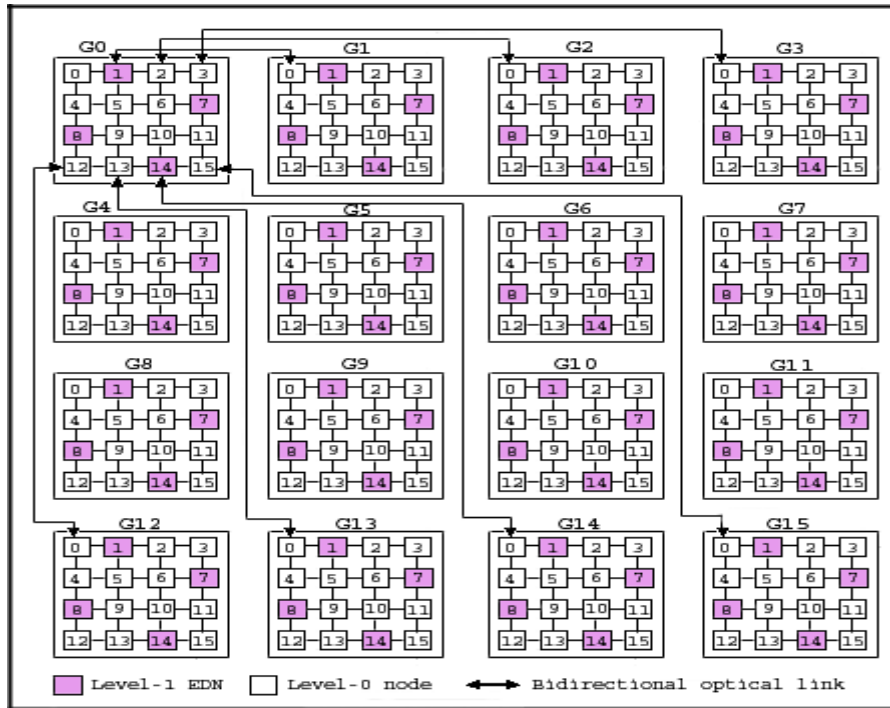 G0 G1 G2 G3
0 1 2 3 0 1 2 3 0 1 2 3 0 1 2 3
4 5 6 7 4 5 6 7 4 5 6 7 4 5 6 7
8 9 10 11 8 9 10 11 8 9 10 11 8 9 10 11
12 13 14 15 12 13 14 15 12 13 14 15 12 13 14 15
G4 G5 G6 G7
0 1 2 3 0 1 2 3 0 1 2 3 0 1 2 3
4 5 6 7 4 5 6 7 4 5 6 7 4 5 6 7
8 9 10 11 8 9 10 11 8 9 10 11 8 9 10 11
12 13 14 15 12 13 14 15 12 13 14 15 12 13 14 15
G8 G9 G10 G11
0 1 2 3 0 1 2 3 0 1 2 3 0 1 2 3
4 5 6 7 4 5 6 7 4 5 6 7 4 5 6 7
8 9 10 11 8 9 10 11 8 9 10 11 8 9 10 11
12 13 14 15 12 13 14 15 12 13 14 15 12 13 14 15
G12 G13 G14 G15
0 1 2 3 0 1 2 3 0 1 2 3 0 1 2 3
4 5 6 7 4 5 6 7 4 5 6 7 4 5 6 7
8 9 10 11 8 9 10 11 8 9 10 11 8 9 10 11
12 13 14 15 12 13 14 15 12 13 14 15 12 13 14 15
Level-1 EDN Level-0 node Bidirectional optical link